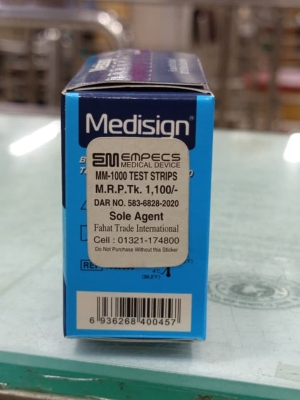 Medisign®
EMPECS
MEDICAL DEVICE
MM-1000 TEST STRIPS
M.R.P.Tk. 1,100/-
DAR NO. 583-6828-2020
Sole Agent
Fahat Trade International
Cell : 01321-174800
Do Not Purchase Without this Sticker
REF
6 936268 400457